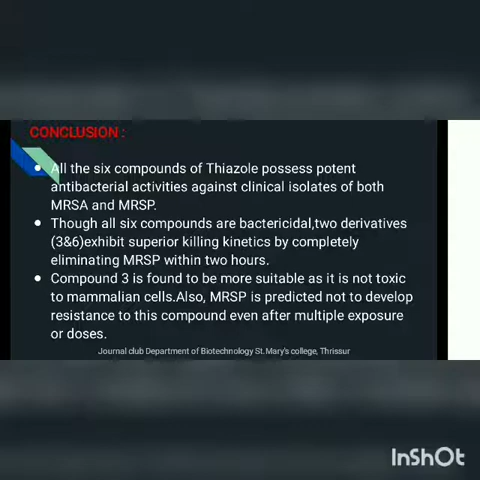 CONCLUSION :
All the six compounds of Thiazole possess potent
antibacterial activities against clinical isolates of both
MRSA and MRSP.
Though all six compounds are bactericidal,two derivatives
(3&6)exhibit superior killing kinetics by completely
eliminating MRSP within two hours.
Compound 3 is found to be more suitable as it is not toxic
to mammalian cells.Also, MRSP is predicted not to develop
resistance to this compound even after multiple exposure
or doses.
Journal club Department of Biotechnology St.Mary's college, Thrissur
InShOt